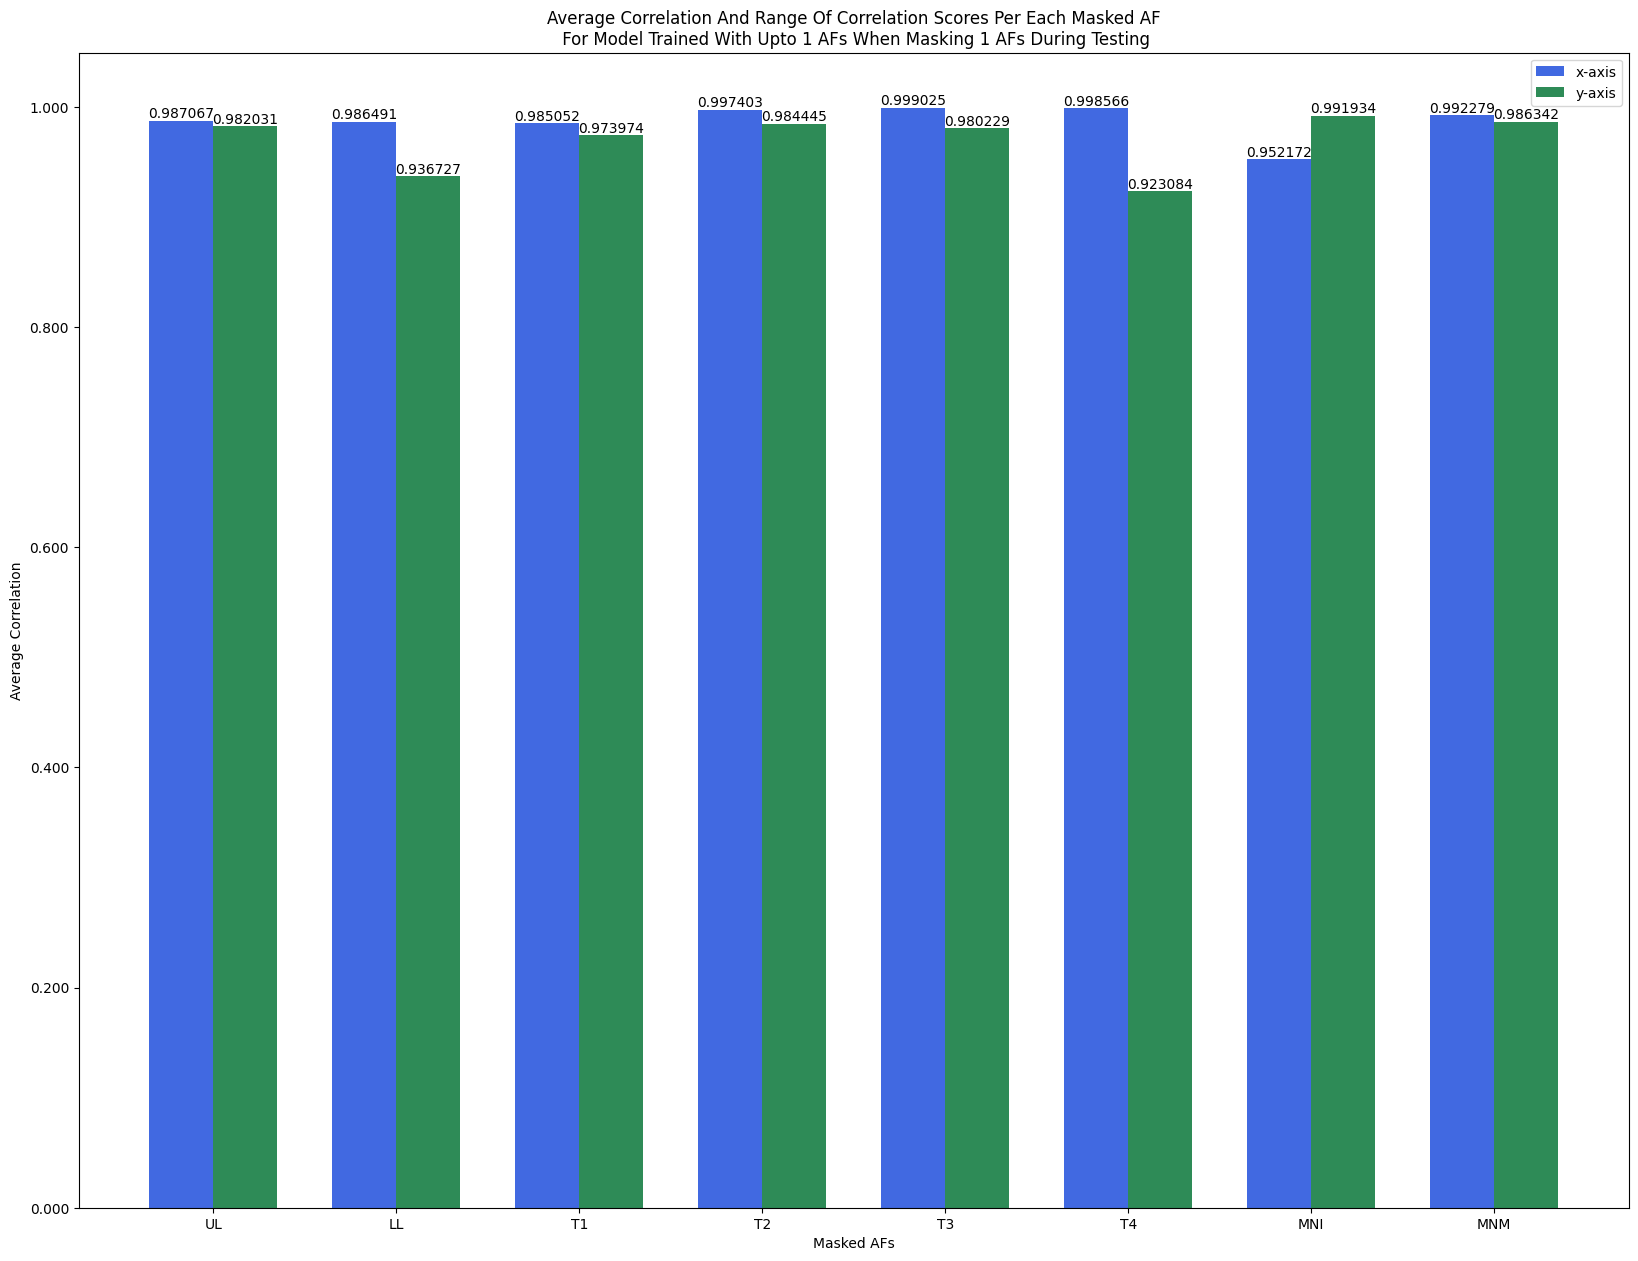 Average Correlation And Range Of Correlation Scores Per Each Masked AF
For Model Trained With Upto 1 AFs When Masking 1 AFs During Testing
x-axis
y-axis
1.000
0.800
0.600
0.400
0.200
0.000
Average Correlation
0.987067
0.982031
0.986491
0.936727
0.985052
0.973974
0.997403
0.984445
0.999025
0.980229
0.998566
0.923084
0.952172
0.991934
0.992279
0.986342
UL
LL
T1
T2
T3
T4
MNI
MNM
Masked AFs